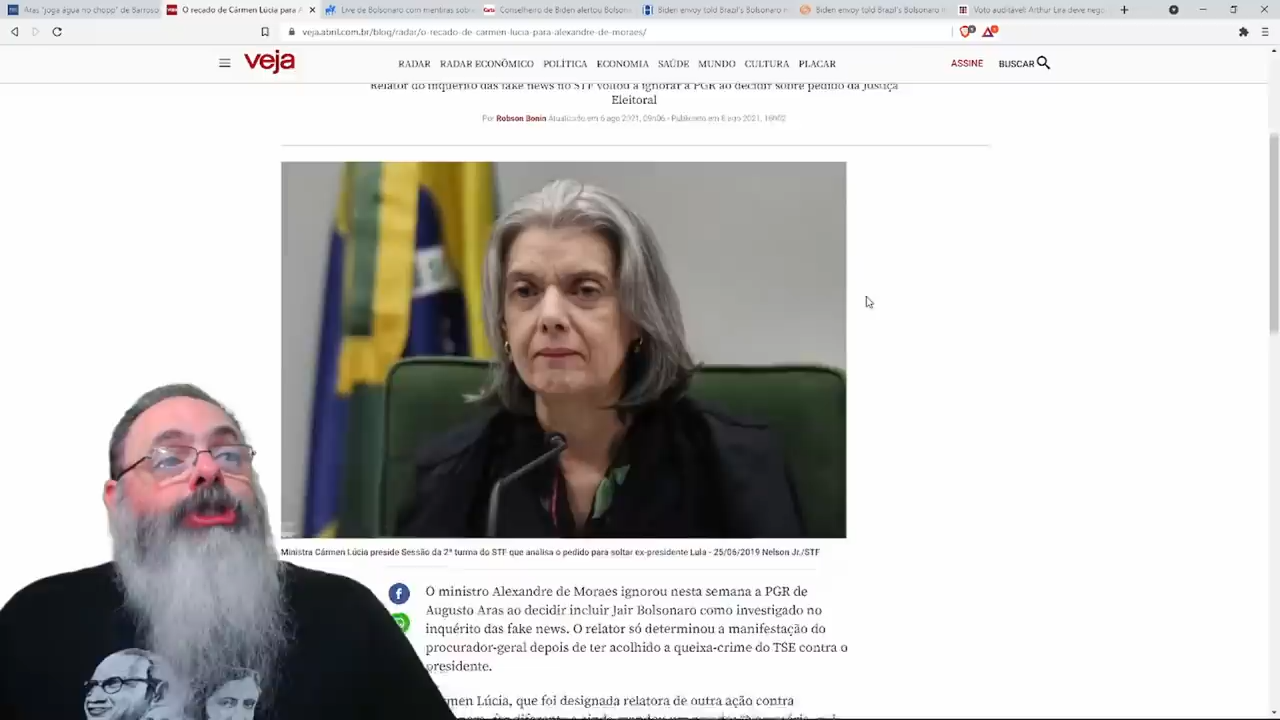 Aras "joga água no chopp" de Barroso
O recado de Cármen Lúcia para A
Live de Bolsonaro com mentiras sob
Conselheiro de Biden alertou Bolson
Biden envoy told Brazil's Bolsonaro n
Biden envoy told Brazil's Bolsonaro n
Voto auditável: Arthur Lira deve neg
veja.abril.com.br/blog/radar/o-recado-de-carmen-lucia-para-alexandre-de-moraes/
veja
RADAR RADAR ECONÔMICO POLÍTICA ECONOMIA SAÚDE MUNDO CULTURA PLACAR
ASSINE BUSCAR
Relator do inquérito das fake news no STF voltou a ignorar a PGR ao decidir sobre pedido da Justiça
Eleitoral
Por Robson Bonin Atualizado em 6 ago 2021, 09h06 - Publicado em 6 ago 2021,
Ministra Cármen Lúcia preside Sessão da 2ª turma do STF que analisa o pedido para soltar ex-presidente Lula - 25/06/2019 Nelson Jr./STF
O ministro Alexandre de Moraes ignorou nesta semana a PGR de
Augusto Aras ao decidir incluir Jair Bolsonaro como investigado no
inquérito das fake news. O relator só determinou a manifestação do
procurador-geral depois de ter acolhido a queixa-crime do TSE contra o
presidente.
men Lúcia, que foi designada relatora de outra ação contra